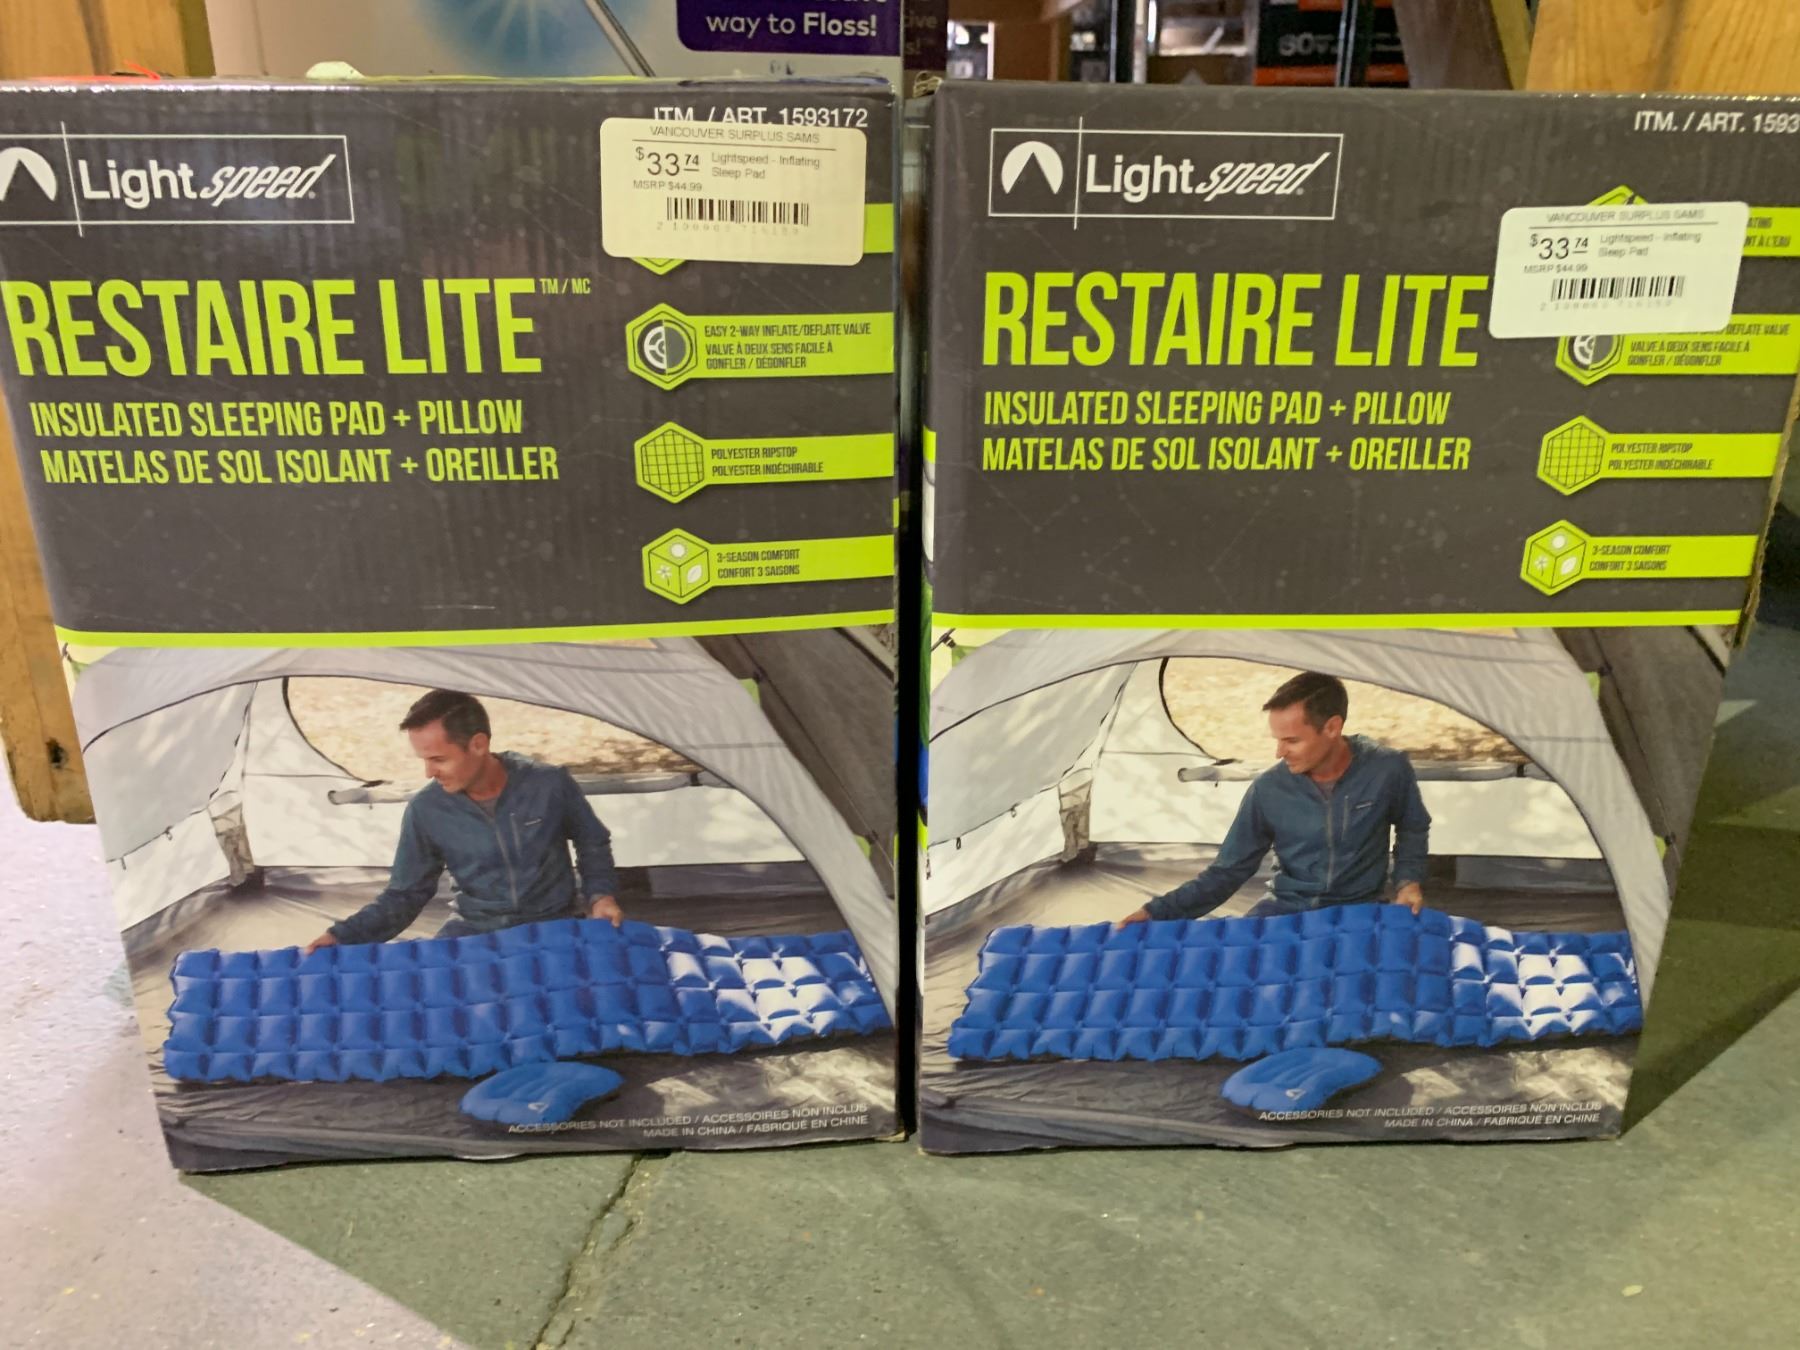 way to Floss!
ITM. / ART. 1593172
VANCOUVER SURPLUS SAMS
$33.74
Lightspeed - Inflating
Sleep Pad
MSRP $44.99
Lightspeed
RESTAIRE LITE TM / MC
INSULATED SLEEPING PAD + PILLOW
MATELAS DE SOL ISOLANT + OREILLER
EASY 2-WAY INFLATE/DEFLATE VALVE
VALVE À DEUX SENS FACILE À
GONFLER / DÉGONFLER
POLYESTER RIPSTOP
POLYESTER INDÉCHIRABLE
3-SEASON COMFORT
CONFORT 3 SAISONS
ACCESSORIES NOT INCLUDED / ACCESSOIRES NON INCLUS
MADE IN CHINA / FABRIQUÉ EN CHINE
ITM. / ART. 1593
Lightspeed
VANCOUVER SURPLUS SAMS
$33.74
Lightspeed - Inflating
Sleep Pad
MSRP $44.99
RESTAIRE LITE
INSULATED SLEEPING PAD + PILLOW
MATELAS DE SOL ISOLANT + OREILLER
DEFLATE VALVE
VALVE À DEUX SENS FACILE À
GONFLER / DÉGONFLER
POLYESTER RIPSTOP
POLYESTER INDÉCHIRABLE
3-SEASON COMFORT
CONFORT 3 SAISONS
ACCESSORIES NOT INCLUDED / ACCESSOIRES NON INCLUS
MADE IN CHINA / FABRIQUÉ EN CHINE